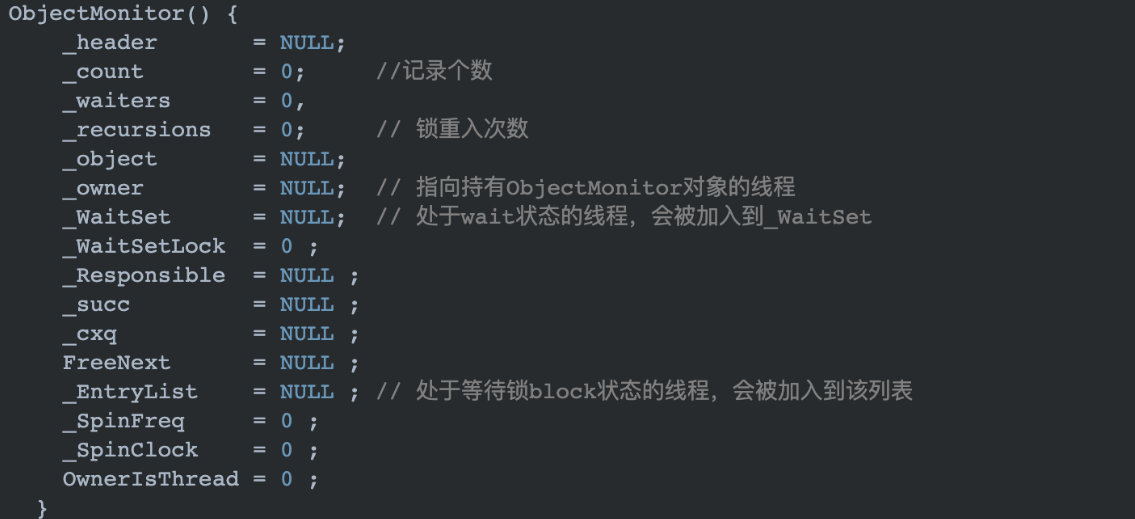 ObjectMonitor() {
    _header       = NULL;
    _count        = 0;     //记录个数
    _waiters      = 0,
    _recursions   = 0;     // 锁重入次数
    _object       = NULL;
    _owner        = NULL;  // 指向持有ObjectMonitor对象的线程
    _WaitSet      = NULL;  // 处于wait状态的线程，会被加入到_WaitSet
    _WaitSetLock  = 0 ;
    _Responsible  = NULL ;
    _succ         = NULL ;
    _cxq          = NULL ;
    FreeNext      = NULL ;
    _EntryList    = NULL ; // 处于等待锁block状态的线程，会被加入到该列表
    _SpinFreq     = 0 ;
    _SpinClock    = 0 ;
    OwnerIsThread = 0 ;
  }